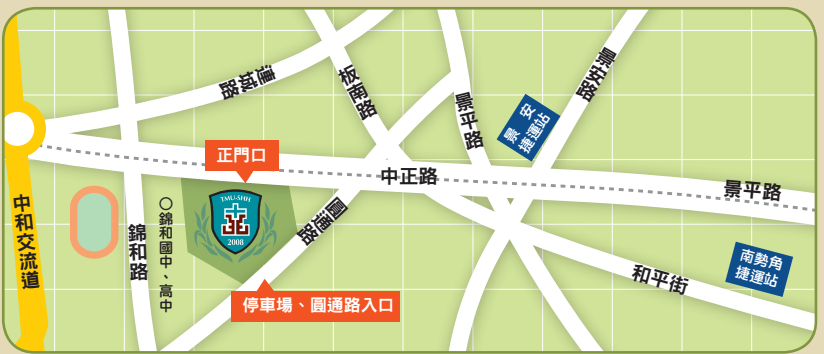 連城路
板南路
景平路
景安路
景安
捷運站
正門口
中正路
景平路
中和交流道
錦和路
○錦和國中、高中
TMU-SHH
2008
圓通路
和平街
南勢角
捷運站
停車場、圓通路入口